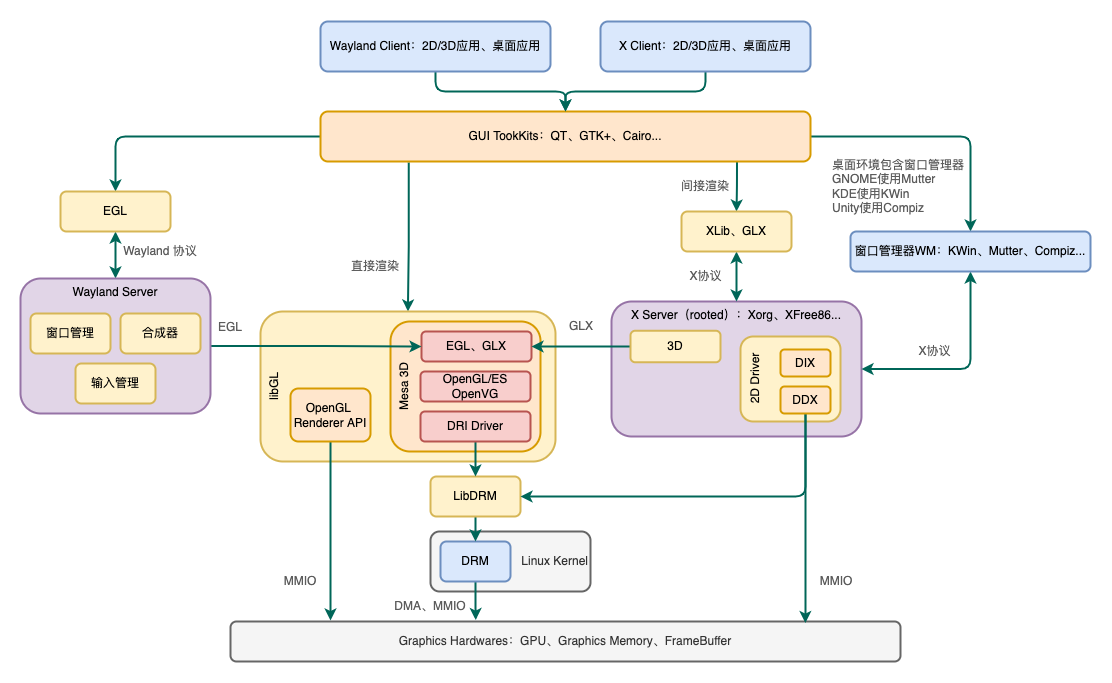 Wayland Client：2D/3D应用、桌面应用
X Client：2D/3D应用、桌面应用
GUI TookKits：QT、GTK+、Cairo...
桌面环境包含窗口管理器
GNOME使用Mutter
KDE使用KWin
Unity使用Compiz
间接渲染
EGL
XLib、GLX
Wayland 协议
窗口管理器WM：KWin、Mutter、Compiz...
直接渲染
X协议
Wayland Server
窗口管理
合成器
输入管理
EGL
libGL
OpenGL
Renderer API
Mesa 3D
EGL、GLX
OpenGL/ES
OpenVG
DRI Driver
GLX
X Server（rooted）：Xorg、XFree86...
3D
2D Driver
DIX
DDX
X协议
LibDRM
DRM
Linux Kernel
MMIO
DMA、MMIO
MMIO
Graphics Hardwares：GPU、Graphics Memory、FrameBuffer